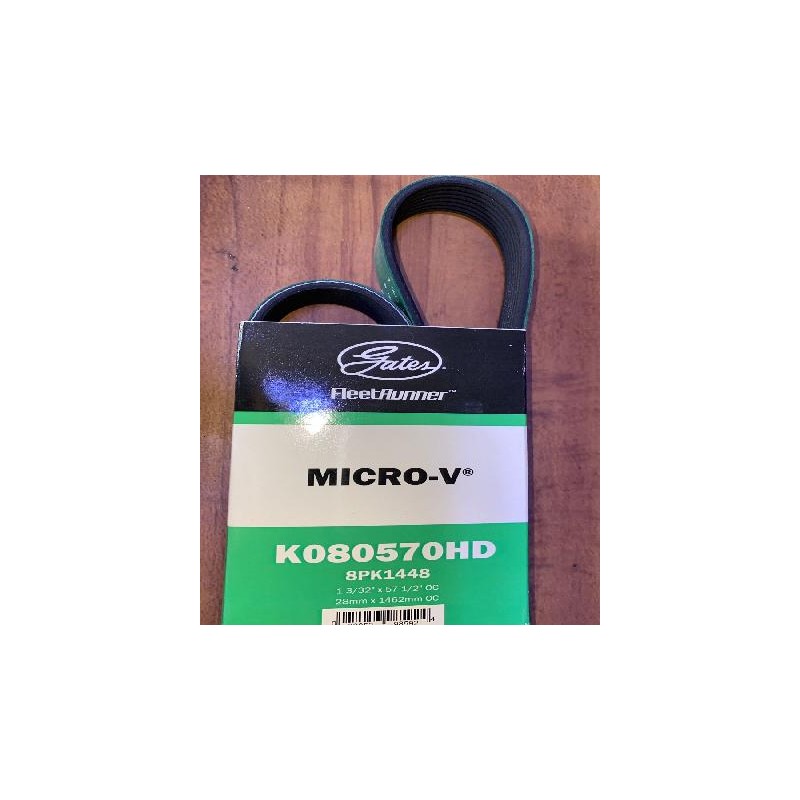 Gates
FleetRunner™
MICRO-V®
K080570HD
8PK1448
1 3/32" x 57 1/2" OC
28mm x 1462mm OC